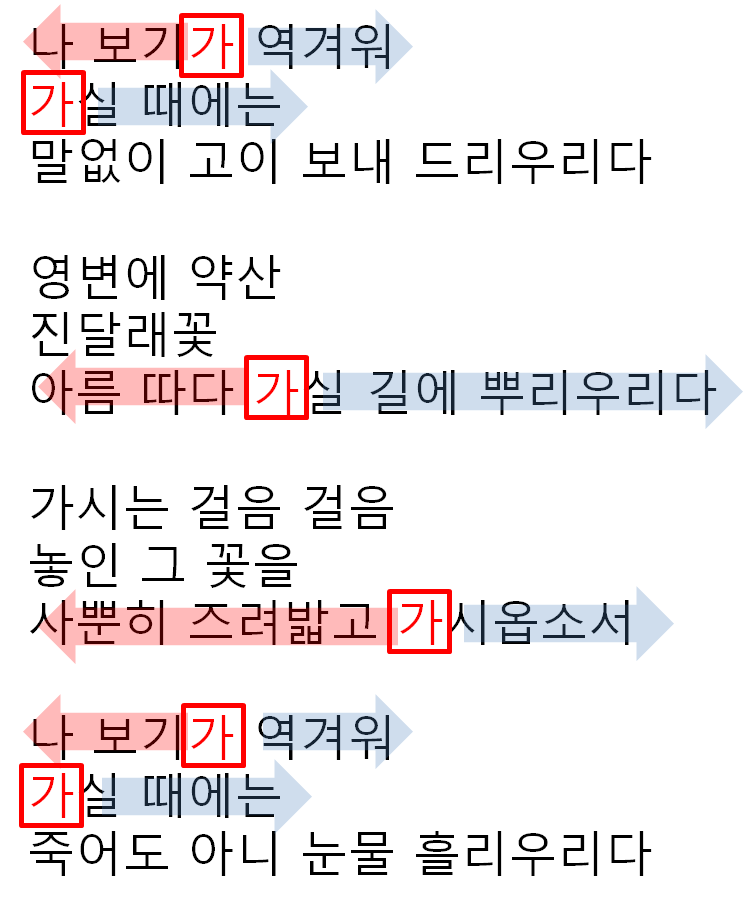 나 보기가 역겨워
가실 때에는
말없이 고이 보내 드리우리다
영변에 약산
진달래꽃
아름 따다 가실 길에 뿌리우리다
가시는 걸음 걸음
놓인 그 꽃을
사뿐히 즈려밟고 가시옵소서
나 보기가 역겨워
가실 때에는
죽어도 아니 눈물 흘리우리다